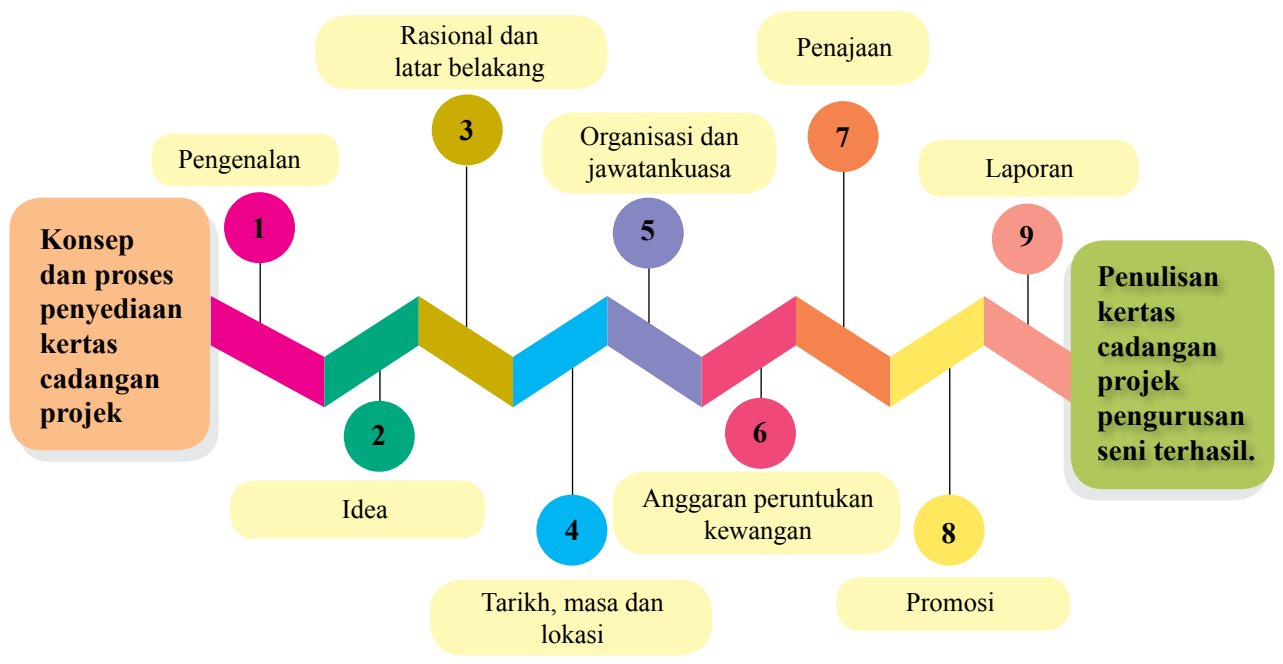 Konsep
dan proses
penyediaan
kertas
cadangan
projek
Pengenalan
1
2
Idea
Rasional dan
latar belakang
3
4
Tarikh, masa dan
lokasi
Organisasi dan
jawatankuasa
5
6
Anggaran peruntukan
kewangan
Penajaan
7
8
Promosi
Laporan
9
Penulisan
kertas
cadangan
projek
pengurusan
seni terhasil.